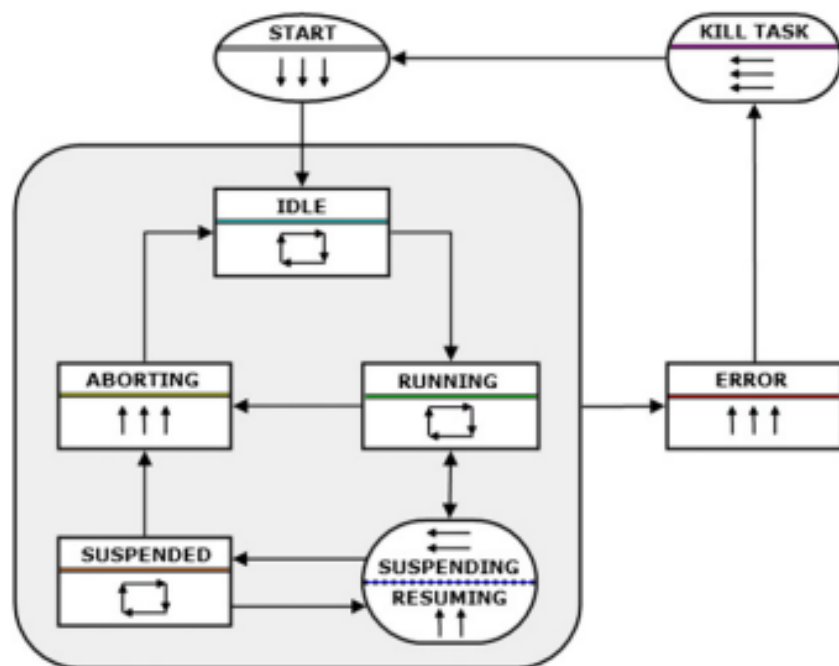 START
KILL TASK
IDLE
ABORTING
RUNNING
ERROR
SUSPENDED
SUSPENDING
RESUMING